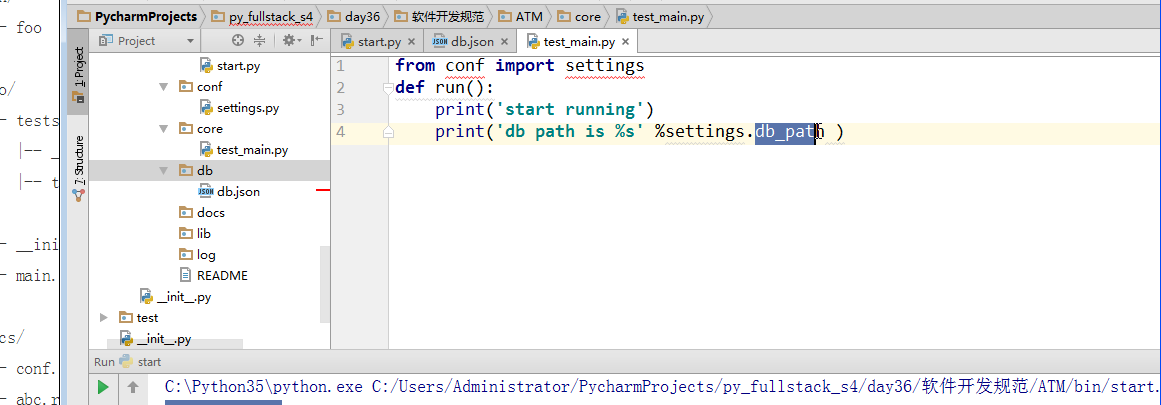 foo
o/
tests
|-- _
|-- t
__ini
main.
cs/
conf.
abc.r
PycharmProjects py_fullstack_s4 day36 软件开发规范 ATM core test_main.py
Project
start.py db.json test_main.py
1: Project
7: Structure
start.py
conf
settings.py
core
test_main.py
db
db.json
docs
lib
log
README
__init__.py
test
__init__.py
1 from conf import settings
2 def run():
3 print('start running')
4 print('db path is %s' %settings.db_path )
Run start
C:\Python35\python.exe C:/Users/Administrator/PycharmProjects/py_fullstack_s4/day36/软件开发规范/ATM/bin/start.